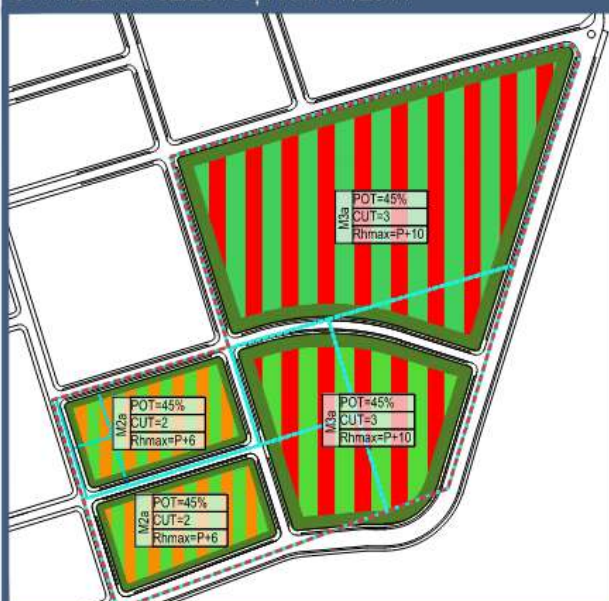 M3a
POT=45%
CUT=3
Rhmax=P+10
M3a
POT=45%
CUT=3
Rhmax=P+10
M2a
POT=45%
CUT=2
Rhmax=P+6
M2a
POT=45%
CUT=2
Rhmax=P+6